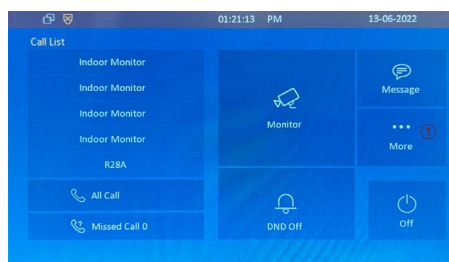 01:21:13 PM 13-06-2022
Call List
Indoor Monitor
Indoor Monitor
Indoor Monitor
Indoor Monitor
R28A
All Call
Missed Call 0
Monitor
DND Off
Message
More ①
Off